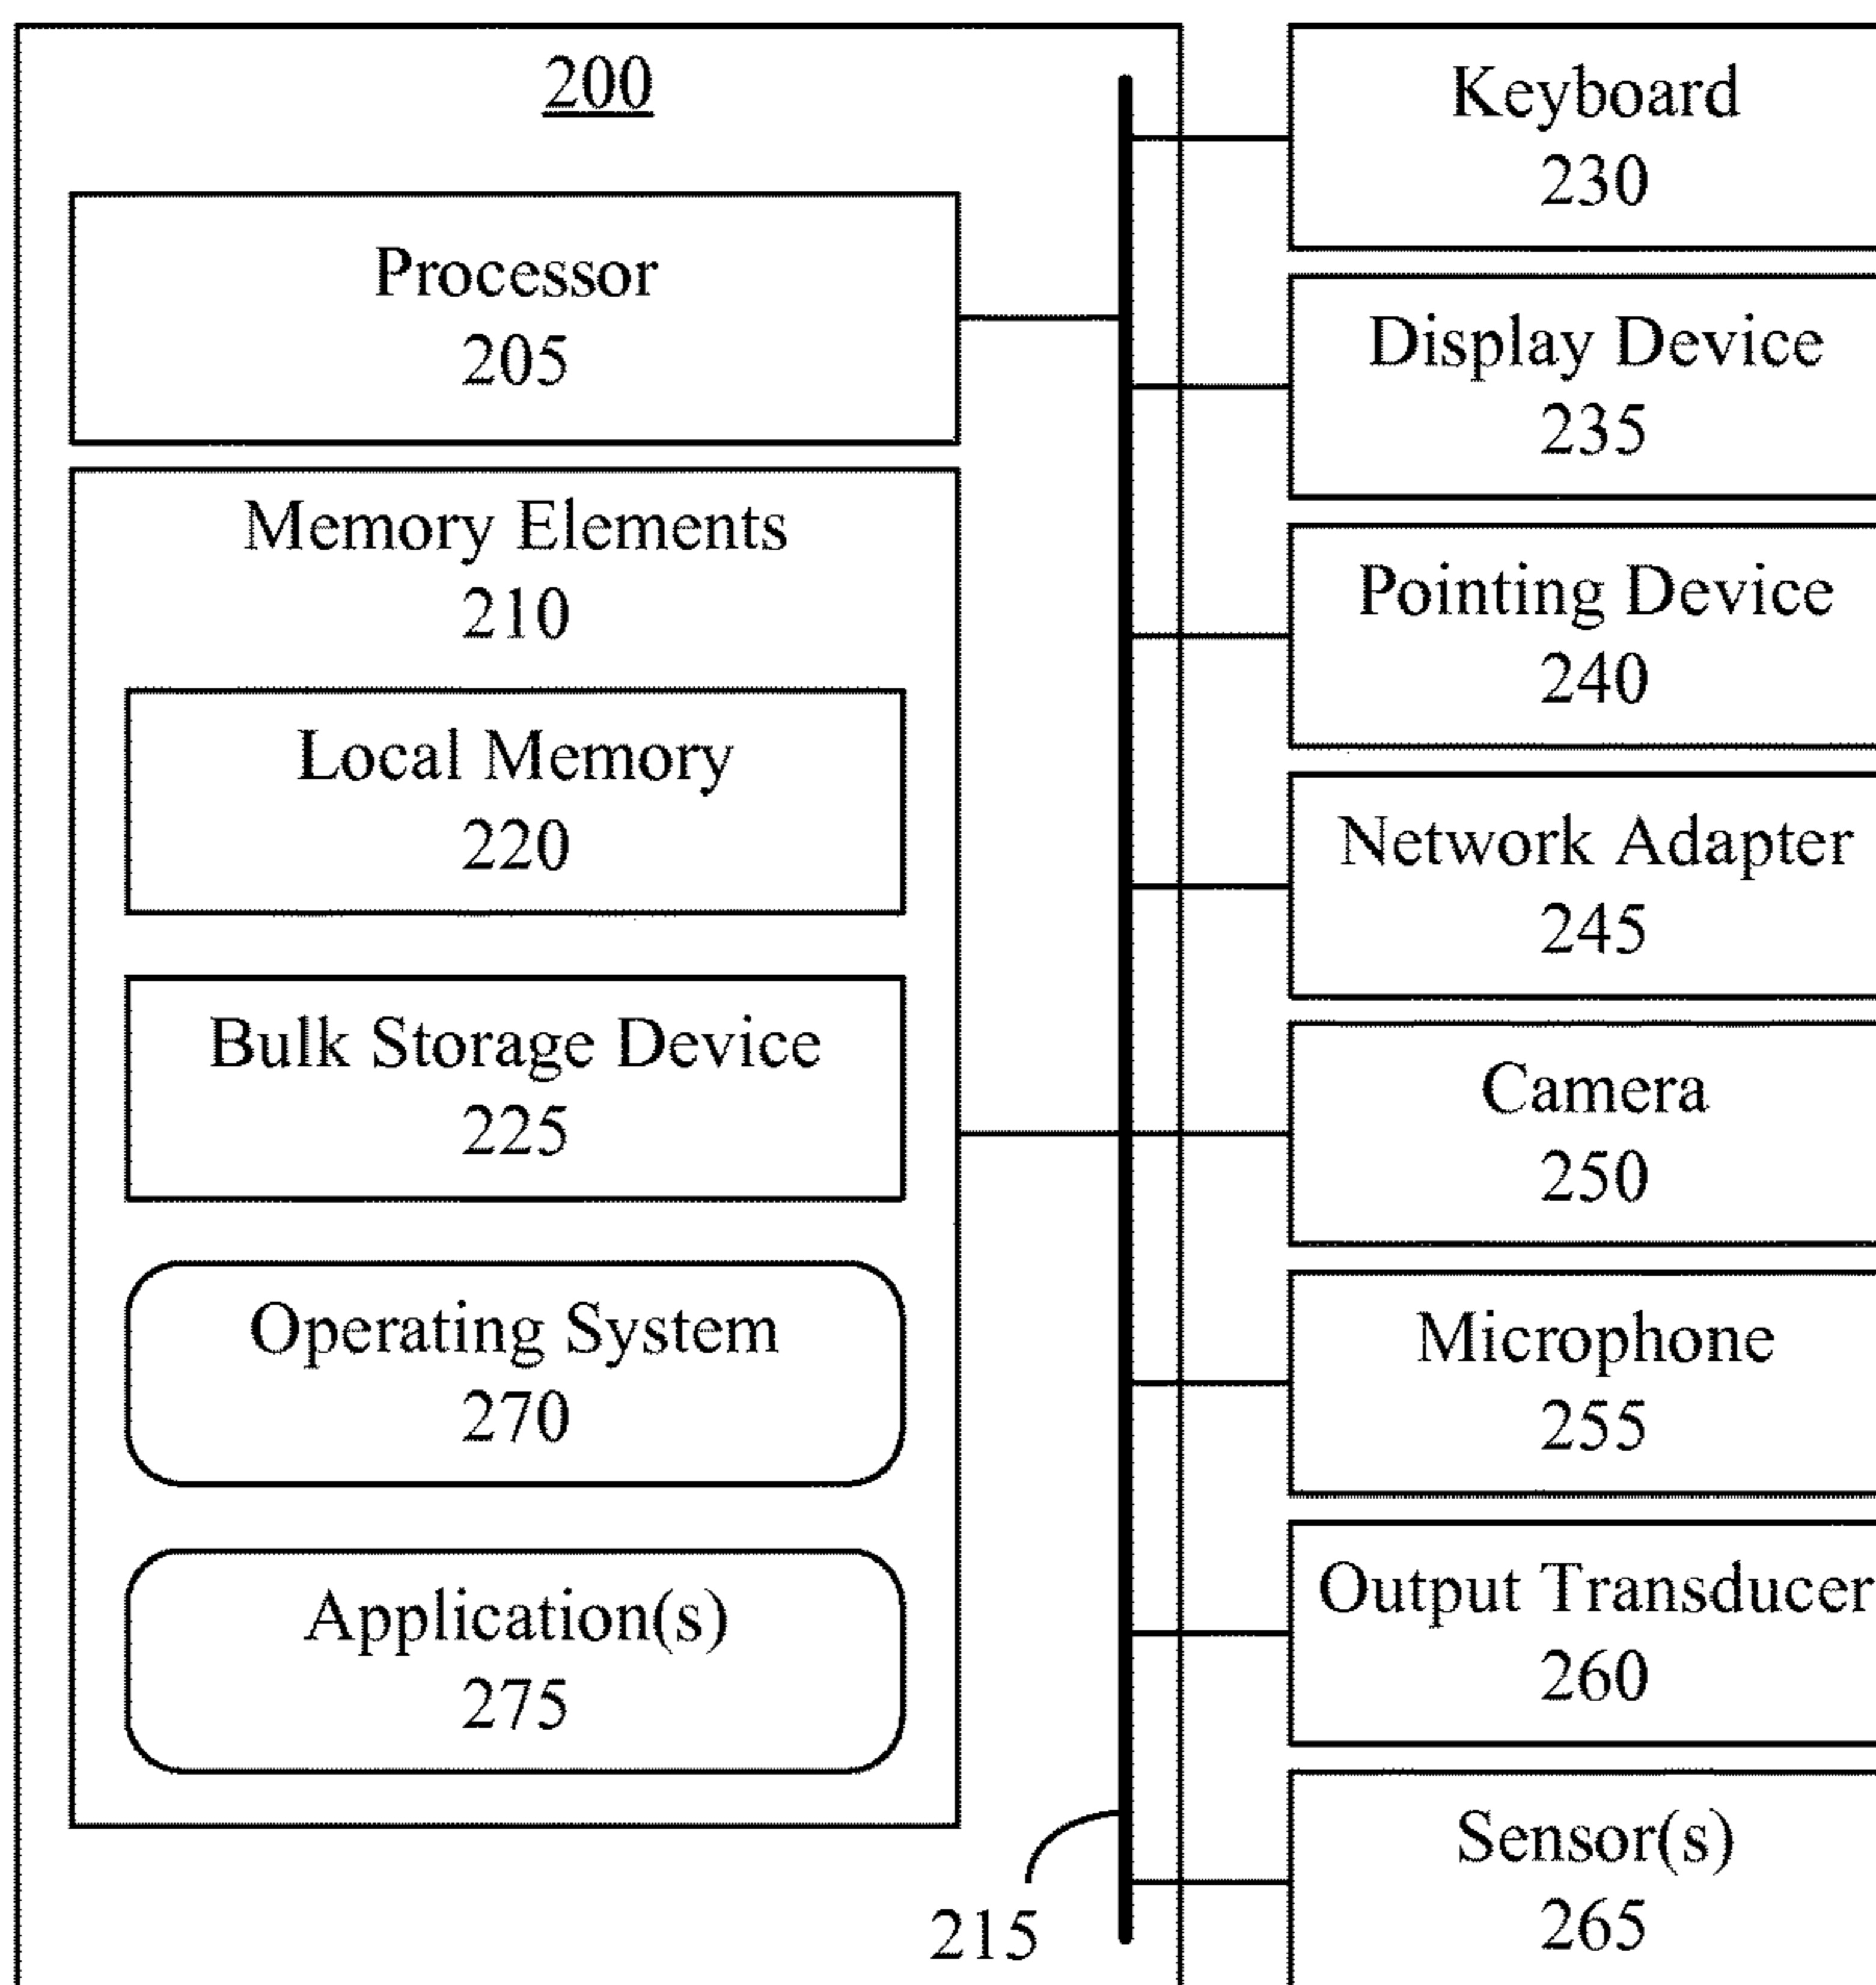 200
Processor
205
Memory Elements
210
Local Memory
220
Bulk Storage Device
225
Operating System
270
Application(s)
275
215
Keyboard
230
Display Device
235
Pointing Device
240
Network Adapter
245
Camera
250
Microphone
255
Output Transducer
260
Sensor(s)
265